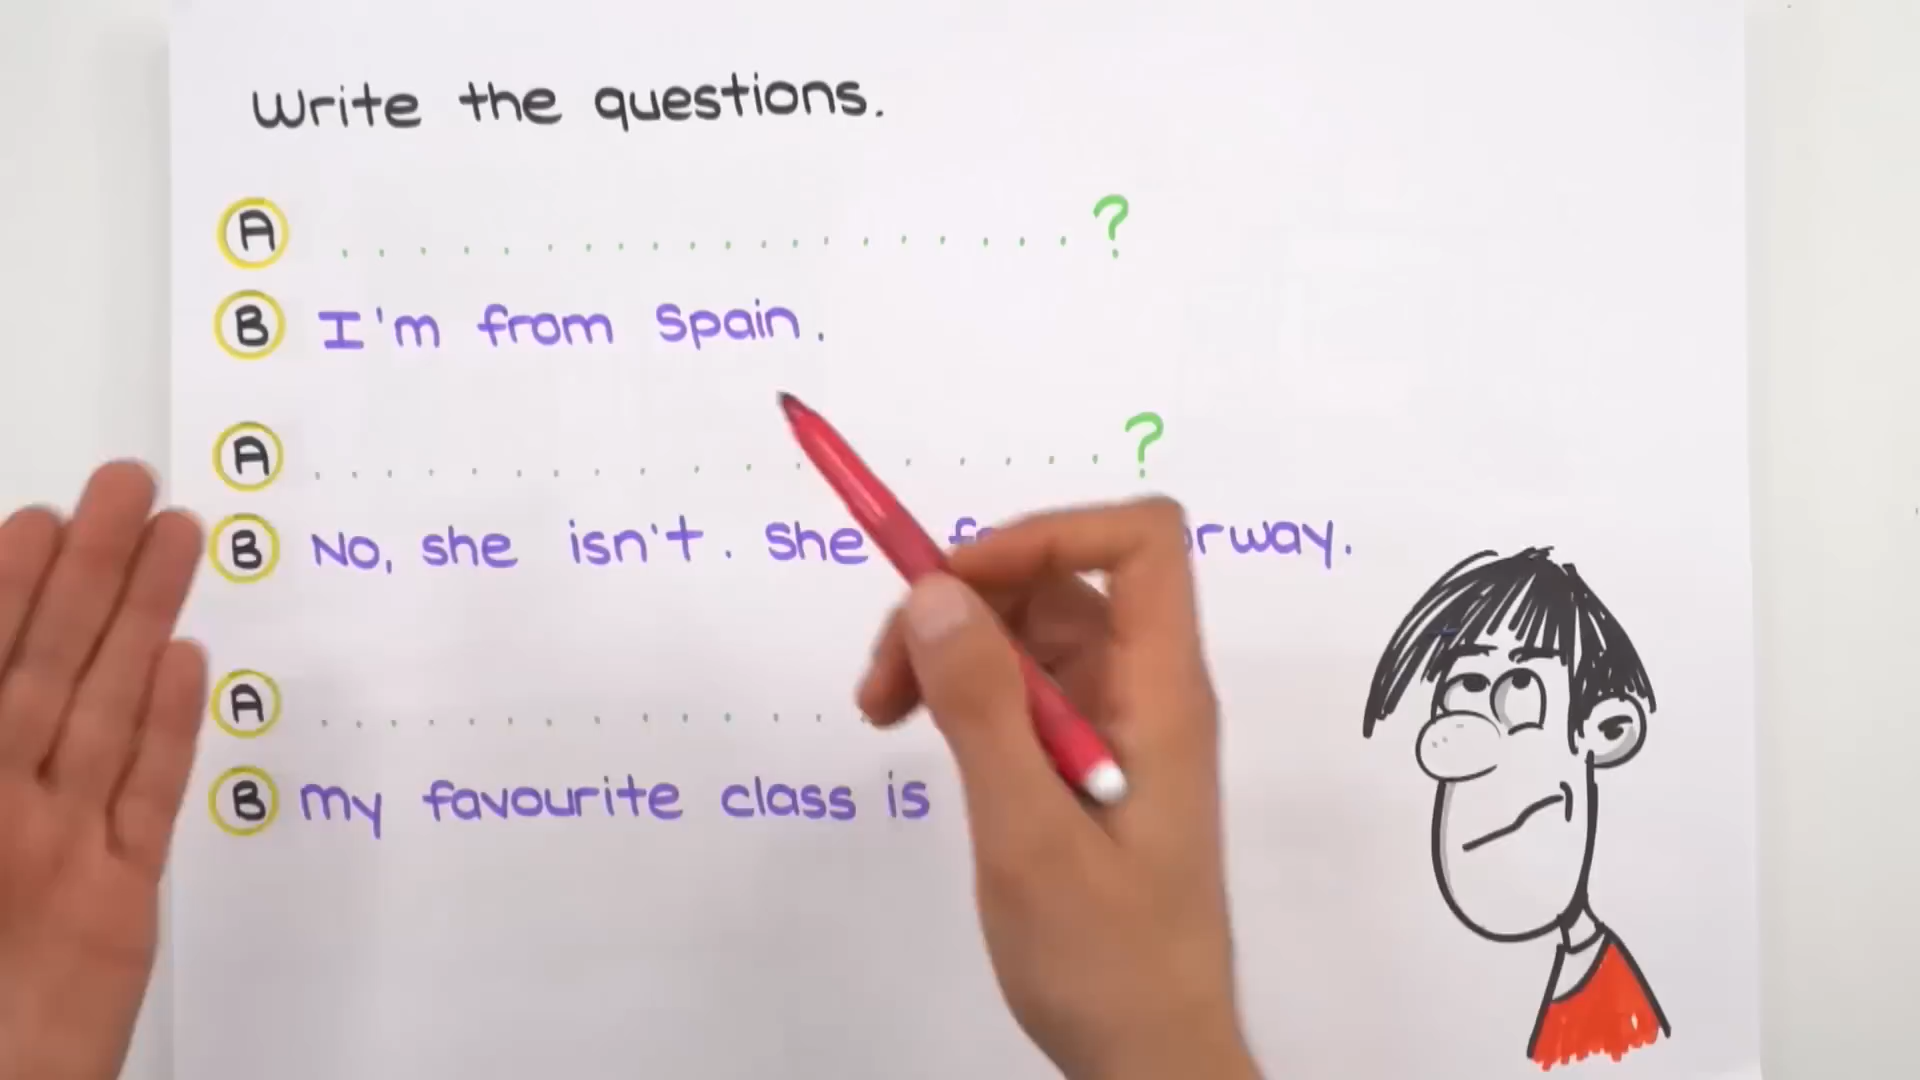 Write the questions.
A ....................?
B I'm from Spain.
A ....................?
B No, she isn't. She
A ..............
B my favourite class is